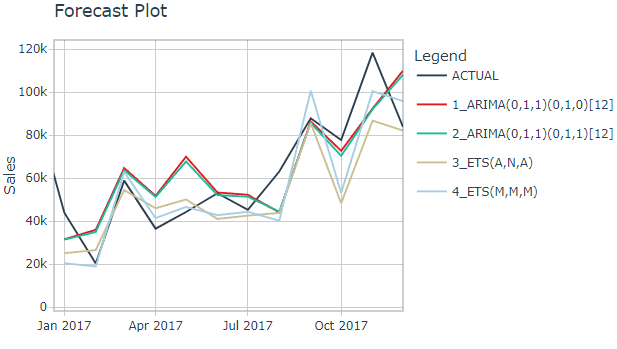 Forecast Plot
120k
100k
80k
60k
40k
20k
0
Sales
Jan 2017
Apr 2017
Jul 2017
Oct 2017
Legend
ACTUAL
1_ARIMA(0,1,1)(0,1,0)[12]
2_ARIMA(0,1,1)(0,1,1)[12]
3_ETS(A,N,A)
4_ETS(M,M,M)